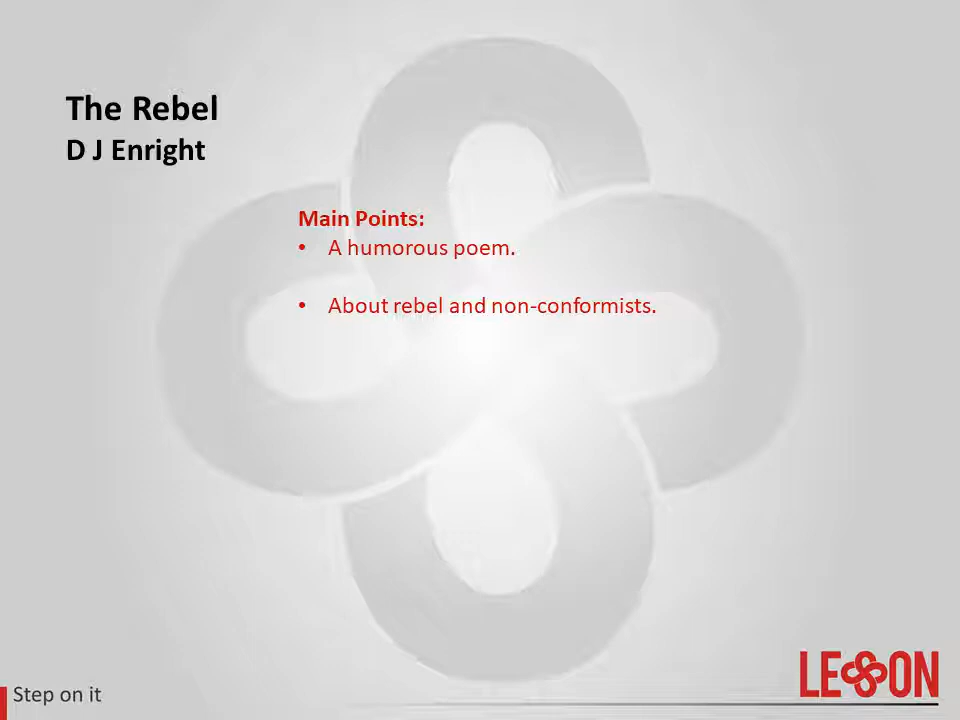 The Rebel
D J Enright
Main Points:
• A humorous poem.
• About rebel and non-conformists.
Step on it
LESSON